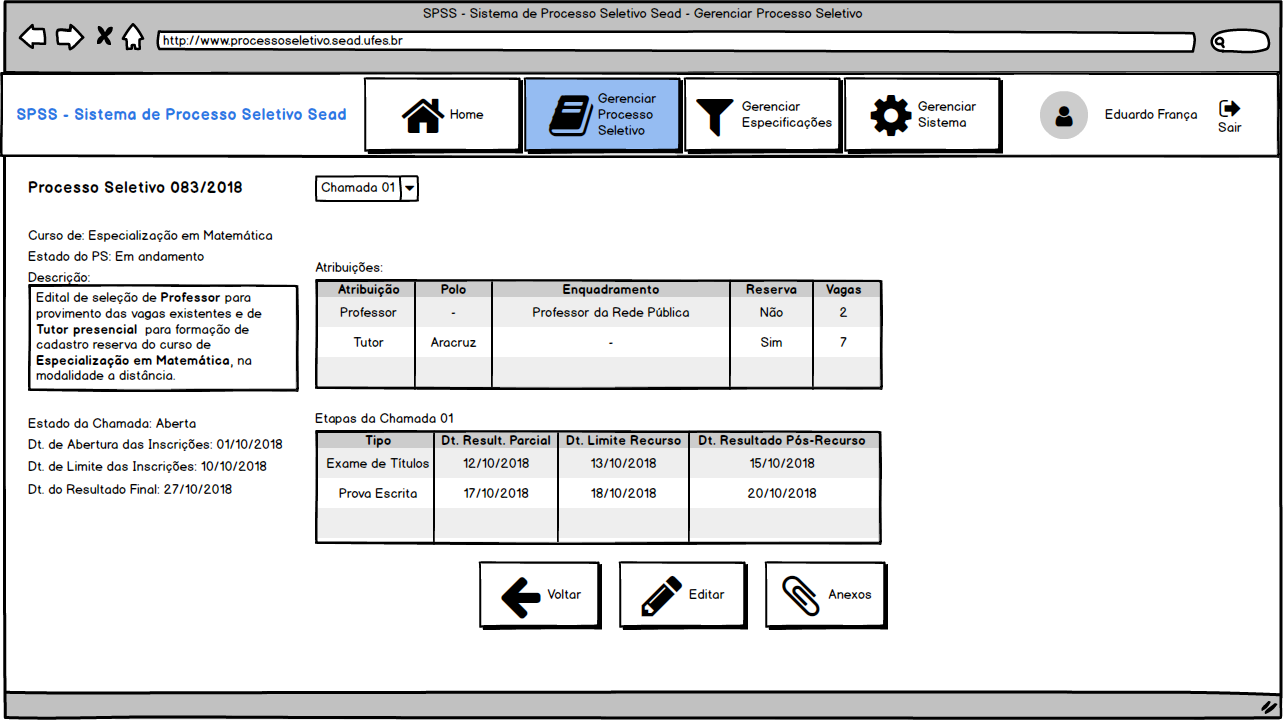 SPSS - Sistema de Processo Seletivo Sead - Gerenciar Processo Seletivo
http://www.processoseletivo.sead.ufes.br
SPSS - Sistema de Processo Seletivo Sead
Home
Gerenciar
Processo
Seletivo
Gerenciar
Especificações
Gerenciar
Sistema
Eduardo França
Sair
Processo Seletivo 083/2018
Chamada 01
Curso de: Especialização em Matemática
Estado do PS: Em andamento
Descrição:
Edital de seleção de Professor para
provimento das vagas existentes e de
Tutor presencial para formação de
cadastro reserva do curso de
Especialização em Matemática, na
modalidade a distância.
Estado da Chamada: Aberta
Dt. de Abertura das Inscrições: 01/10/2018
Dt. de Limite das Inscrições: 10/10/2018
Dt. do Resultado Final: 27/10/2018
Atribuições:
Atribuição Polo Enquadramento Reserva Vagas
Professor - Professor da Rede Pública Não 2
Tutor Aracruz - Sim 7
Etapas da Chamada 01
Tipo Dt. Result. Parcial Dt. Limite Recurso Dt. Resultado Pós-Recurso
Exame de Títulos 12/10/2018 13/10/2018 15/10/2018
Prova Escrita 17/10/2018 18/10/2018 20/10/2018
Voltar
Editar
Anexos